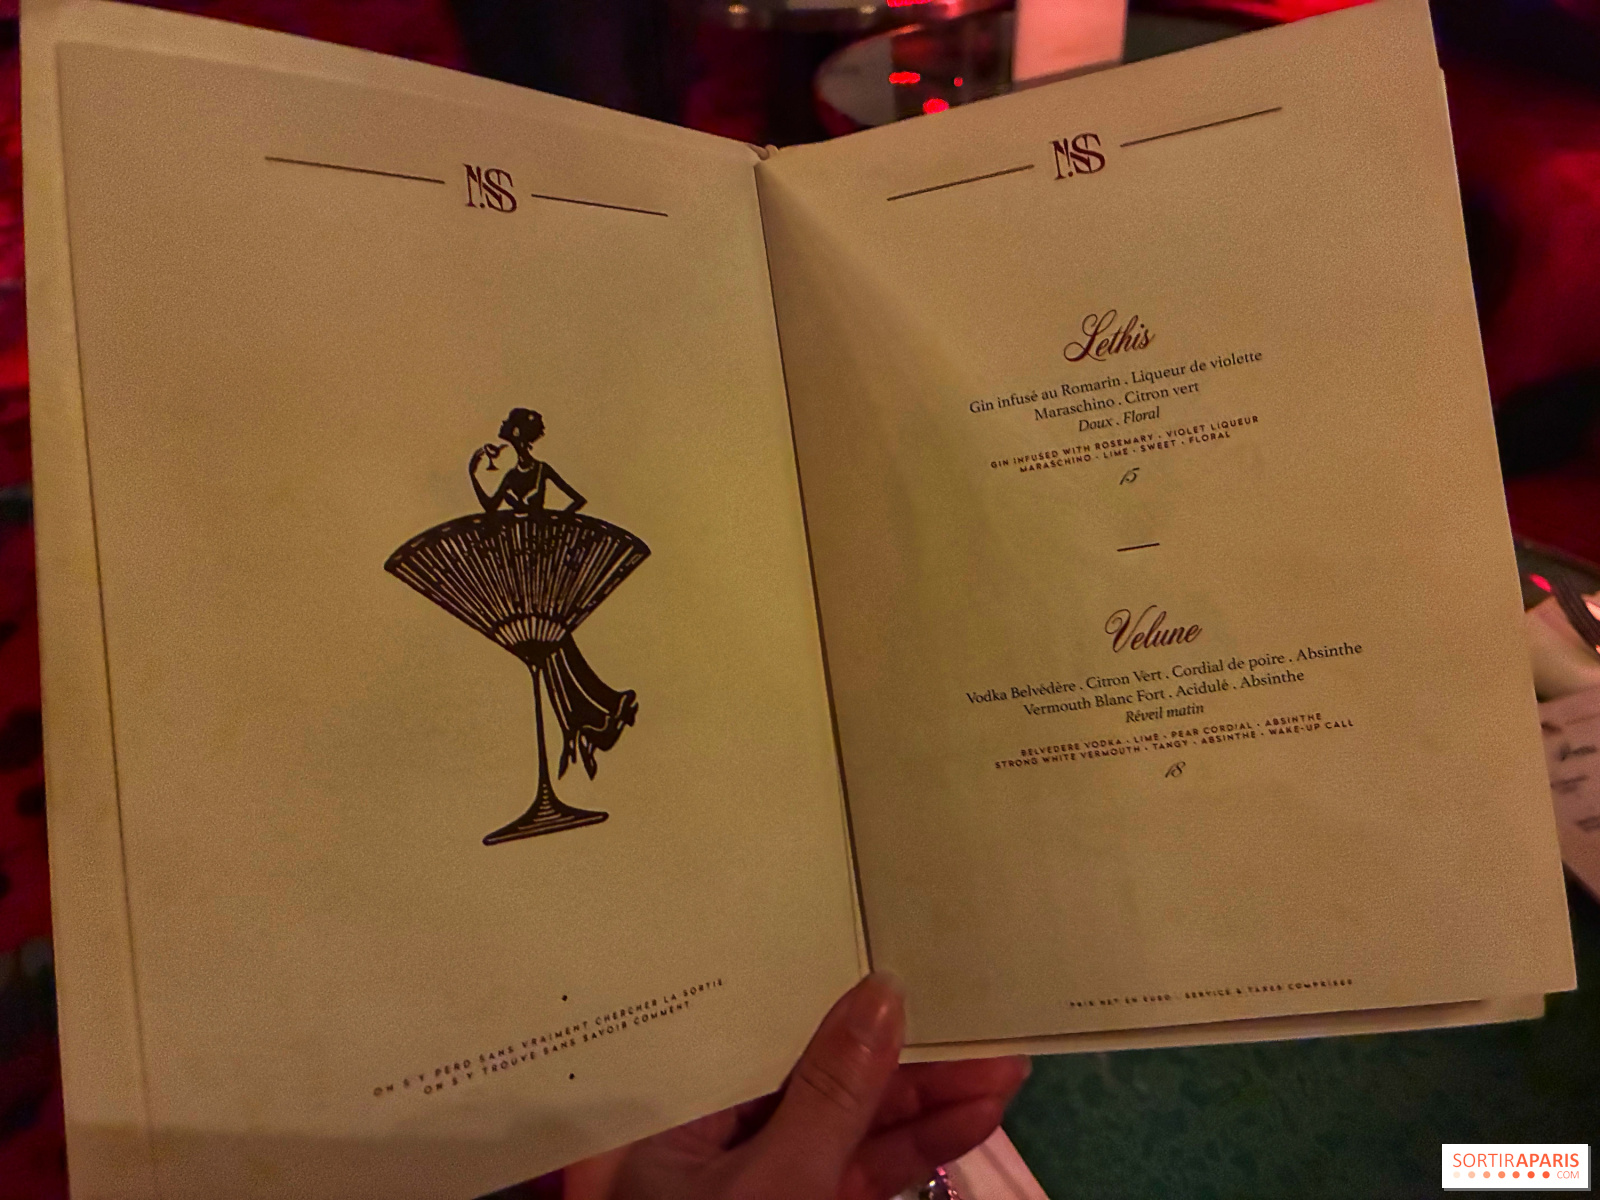 NSS
ON S'Y PERD SANS VRAIMENT CHERCHER LA SORTIE
ON S'Y TROUVE SANS SAVOIR COMMENT
NSS
Lethis
Gin infusé au Romarin . Liqueur de violette
Maraschino . Citron vert
Doux . Floral
GIN INFUSED WITH ROSEMARY - VIOLET LIQUEUR
MARASCHINO - LIME - SWEET - FLORAL
15
Velune
Vodka Belvédère . Citron Vert . Cordial de poire . Absinthe
Vermouth Blanc Fort . Acidulé . Absinthe
Réveil matin
BELVEDERE VODKA - LIME - PEAR CORDIAL - ABSINTHE
STRONG WHITE VERMOUTH - TANGY - ABSINTHE - WAKE-UP CALL
18
PRIX NET EN EURO - SERVICE & TAXES COMPRISES
SORTIRAPARIS
.COM